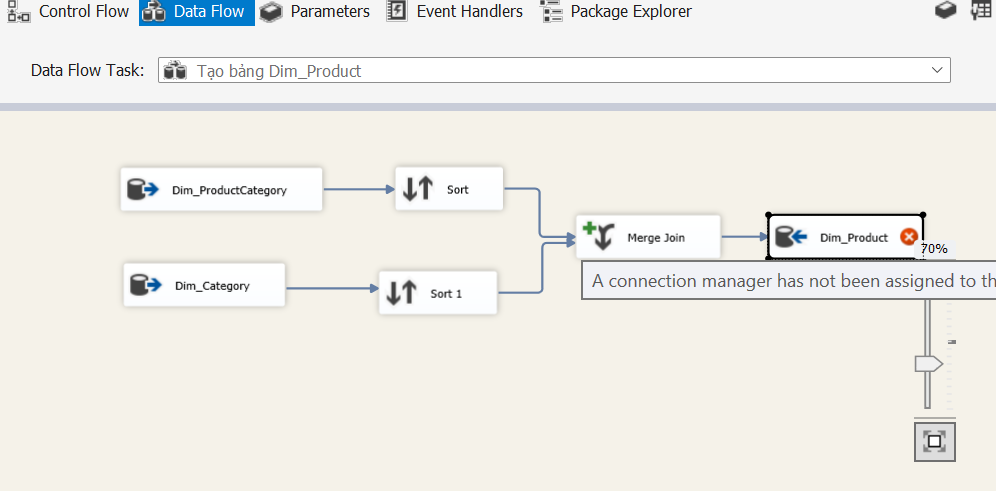 Control Flow Data Flow Parameters Event Handlers Package Explorer
Data Flow Task: Tạo bảng Dim_Product
Dim_ProductCategory Sort
Merge Join Dim_Product
70%
A connection manager has not been assigned to th
Dim_Category Sort 1